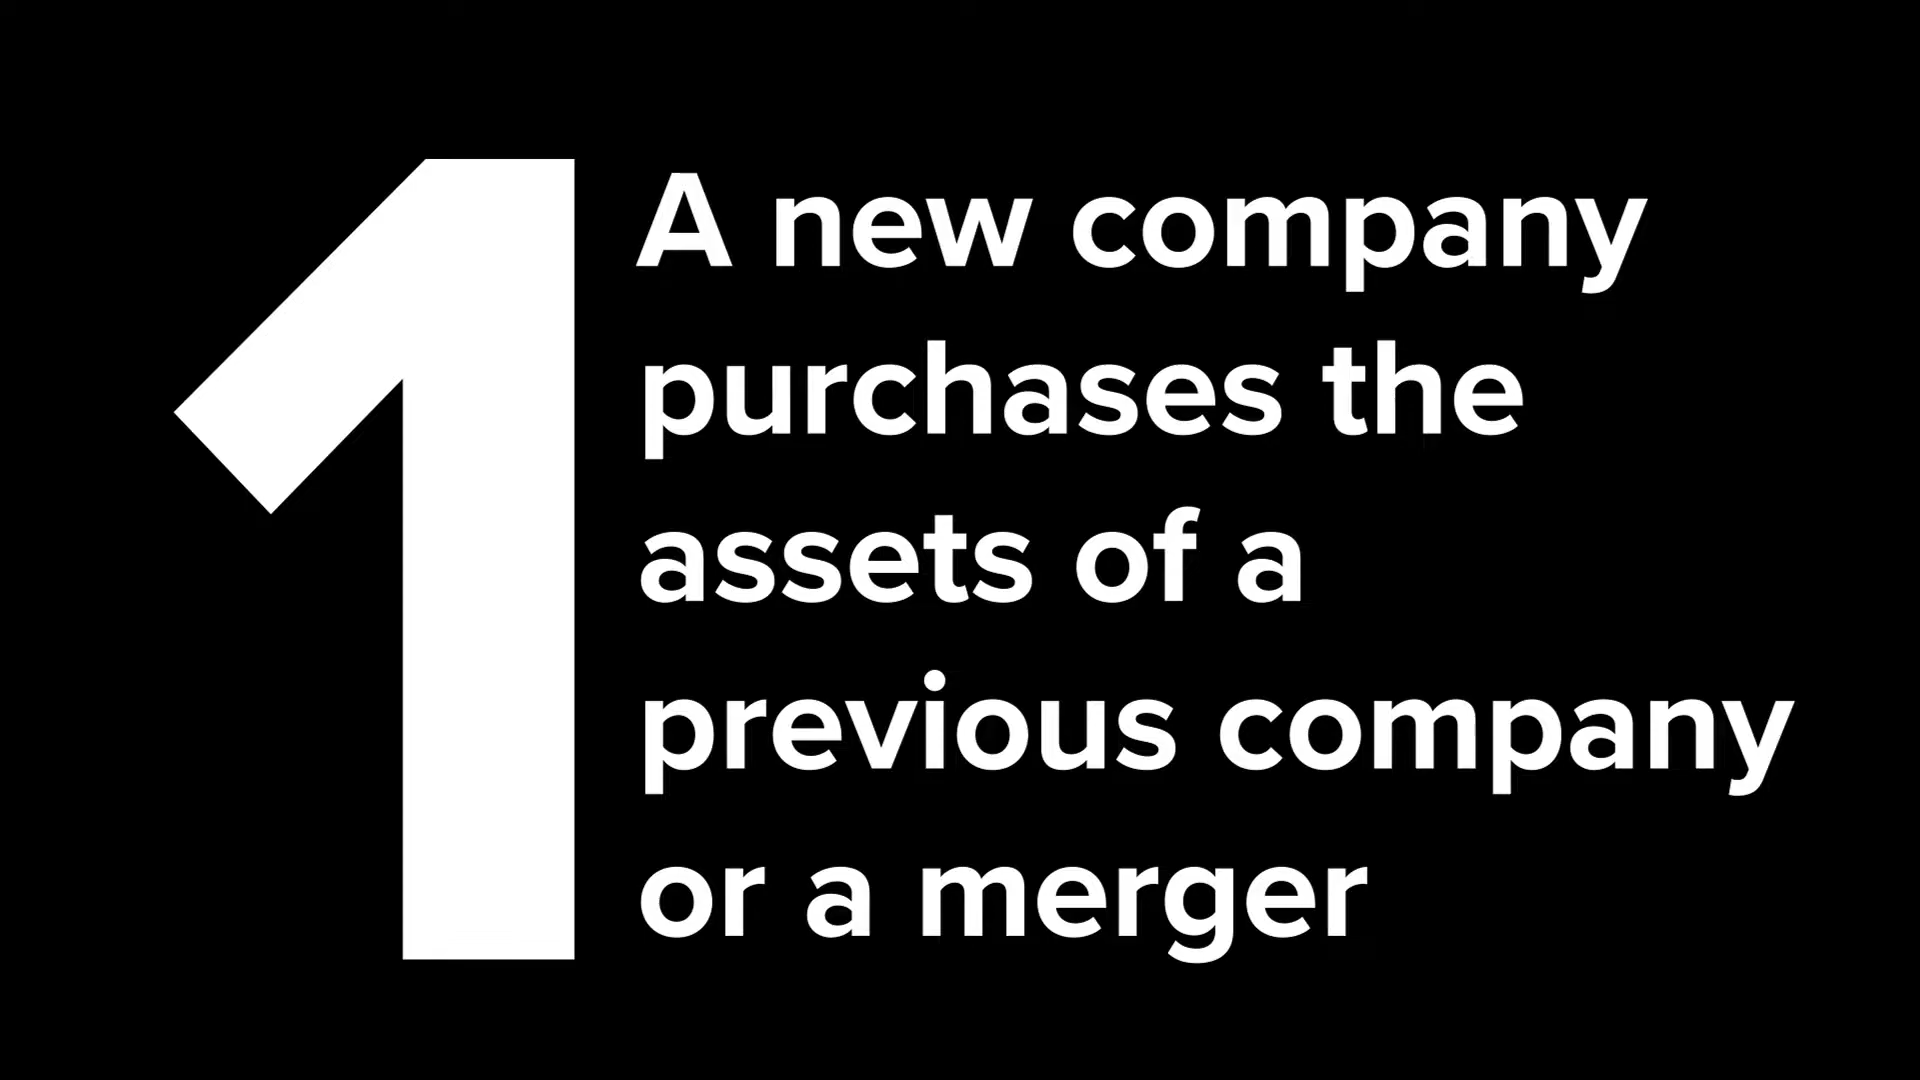 1
A new company
purchases the
assets of a
previous company
or a merger